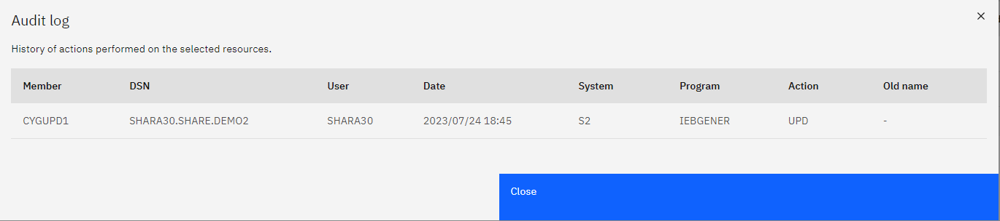 Audit log
History of actions performed on the selected resources.
Member DSN User Date System Program Action Old name
CYGUPD1 SHARA30.SHARE.DEMO2 SHARA30 2023/07/24 18:45 S2 IEBGENER UPD -
Close